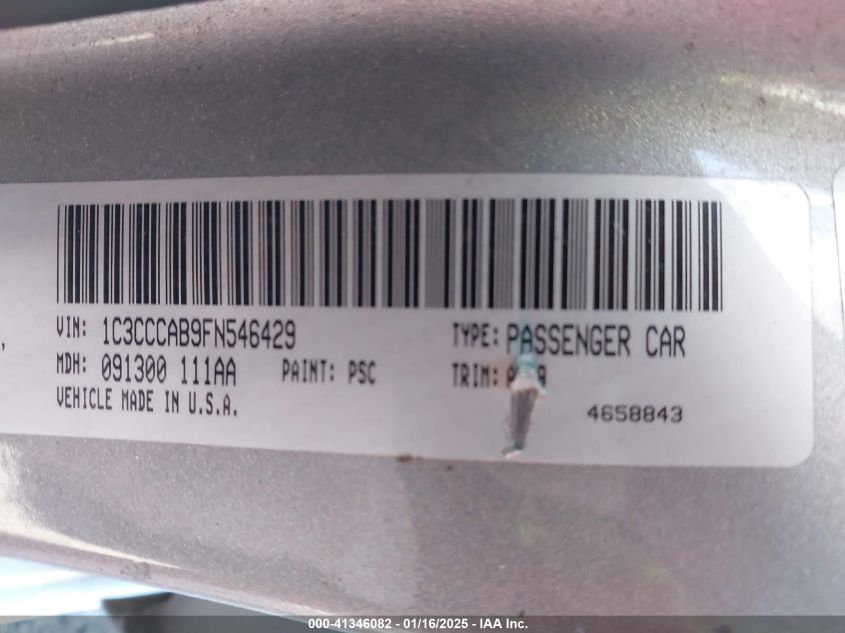 VIN: 1C3CCCAB9FN546429 TYPE: PASSENGER CAR
MDH: 091300 111AA PAINT: PSC TRIM:
VEHICLE MADE IN U.S.A. 4658843
000-41346082 - 01/16/2025 - IAA Inc.